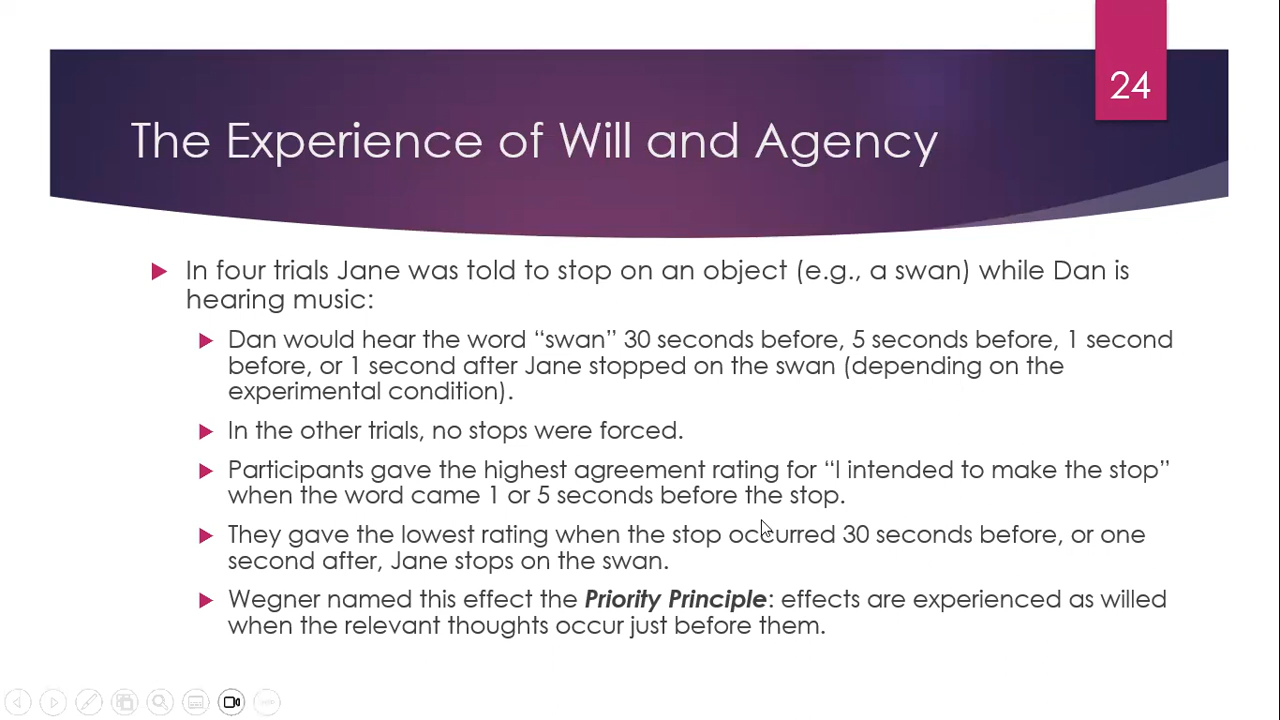 24
The Experience of Will and Agency
In four trials Jane was told to stop on an object (e.g., a swan) while Dan is
hearing music:
Dan would hear the word “swan” 30 seconds before, 5 seconds before, 1 second
before, or 1 second after Jane stopped on the swan (depending on the
experimental condition).
In the other trials, no stops were forced.
Participants gave the highest agreement rating for “I intended to make the stop”
when the word came 1 or 5 seconds before the stop.
They gave the lowest rating when the stop occurred 30 seconds before, or one
second after, Jane stops on the swan.
Wegner named this effect the Priority Principle: effects are experienced as willed
when the relevant thoughts occur just before them.